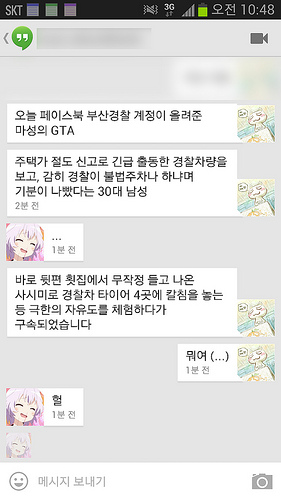 SKT 3G 오전 10:48
오늘 페이스북 부산경찰 계정이 올려준
마성의 GTA
주택가 절도 신고로 긴급 출동한 경찰차량을
보고, 감히 경찰이 불법주차나 하냐며
기분이 나빴다는 30대 남성
2분 전
...
1분 전
바로 뒷편 횟집에서 무작정 들고 나온
사시미로 경찰차 타이어 4곳에 칼침을 놓는
등 극한의 자유도를 체험하다가
구속되었습니다
뭐여 (...)
1분 전
헐
1분 전
메시지 보내기